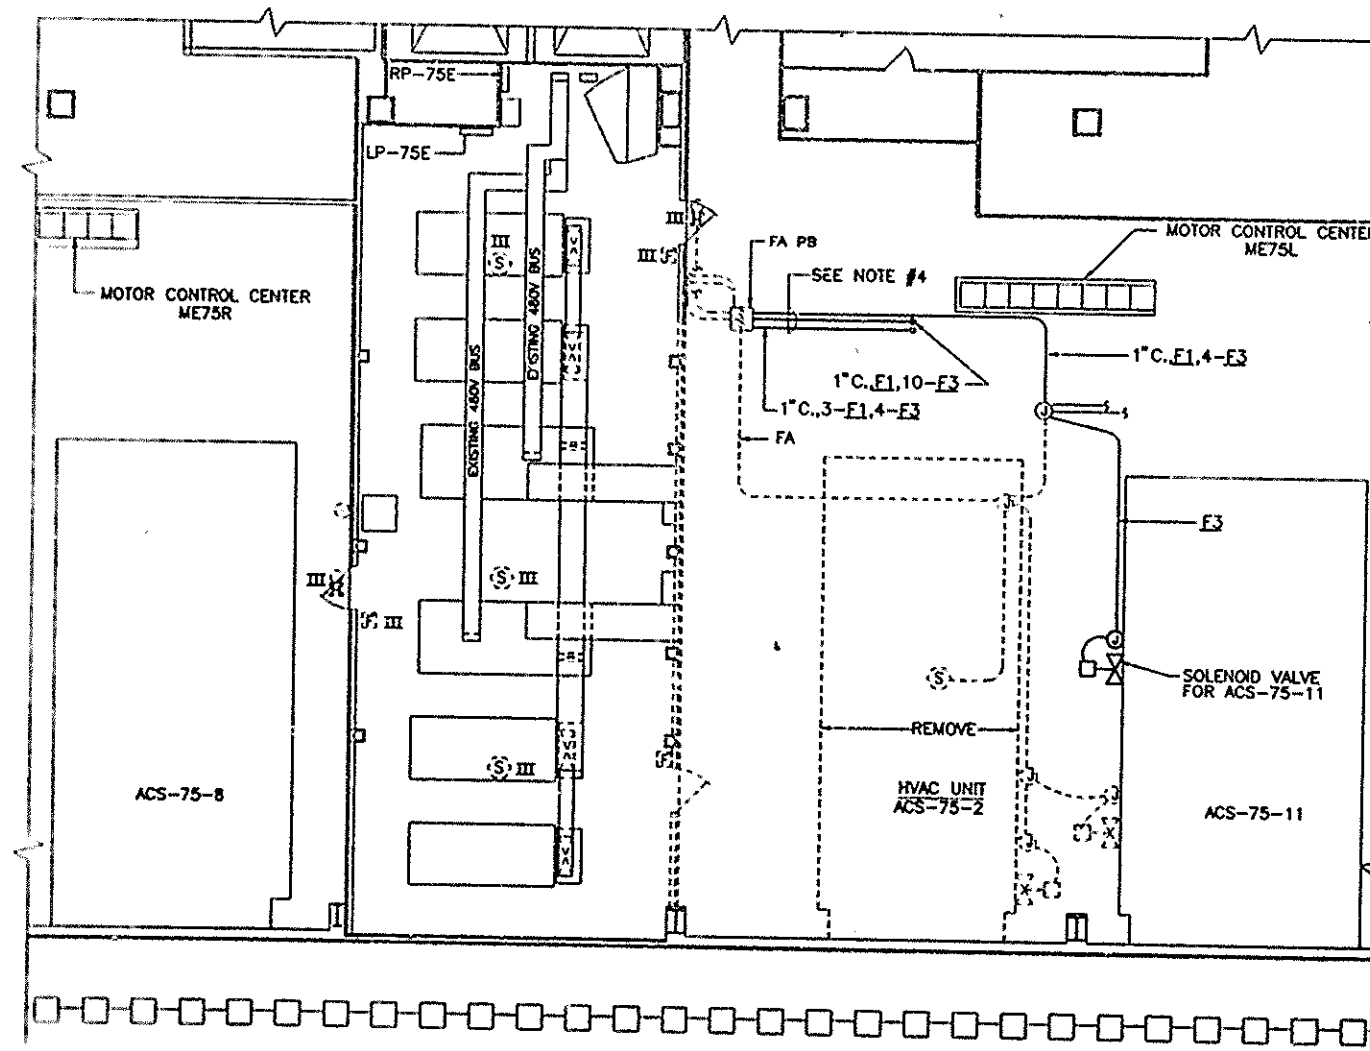 RP-75E
LP-75E
MOTOR CONTROL CENTER
ME75R
III
S
III
III
EXISTING 480V BUS
EXISTING 480V BUS
FA PB
SEE NOTE #4
MOTOR CONTROL CENTER
ME75L
1"C.,F1,4-F3
1"C.,F1,10-F3
1"C.,3-F1,4-F3
FA
J
F3
III
F III
S III
S
J
SOLENOID VALVE
FOR ACS-75-11
REMOVE
F
S III
ACS-75-8
HVAC UNIT
ACS-75-2
ACS-75-11